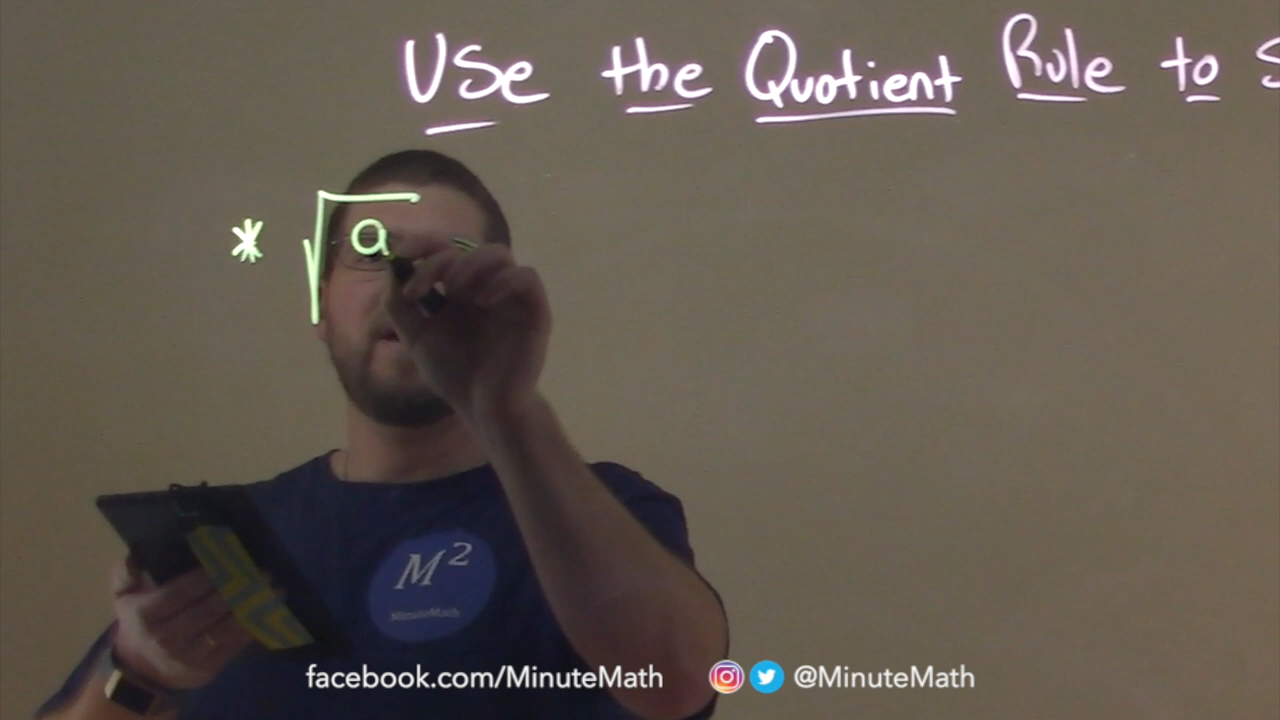 Use the Quotient Rule to S
* √a
M²
MinuteMath
facebook.com/MinuteMath @MinuteMath